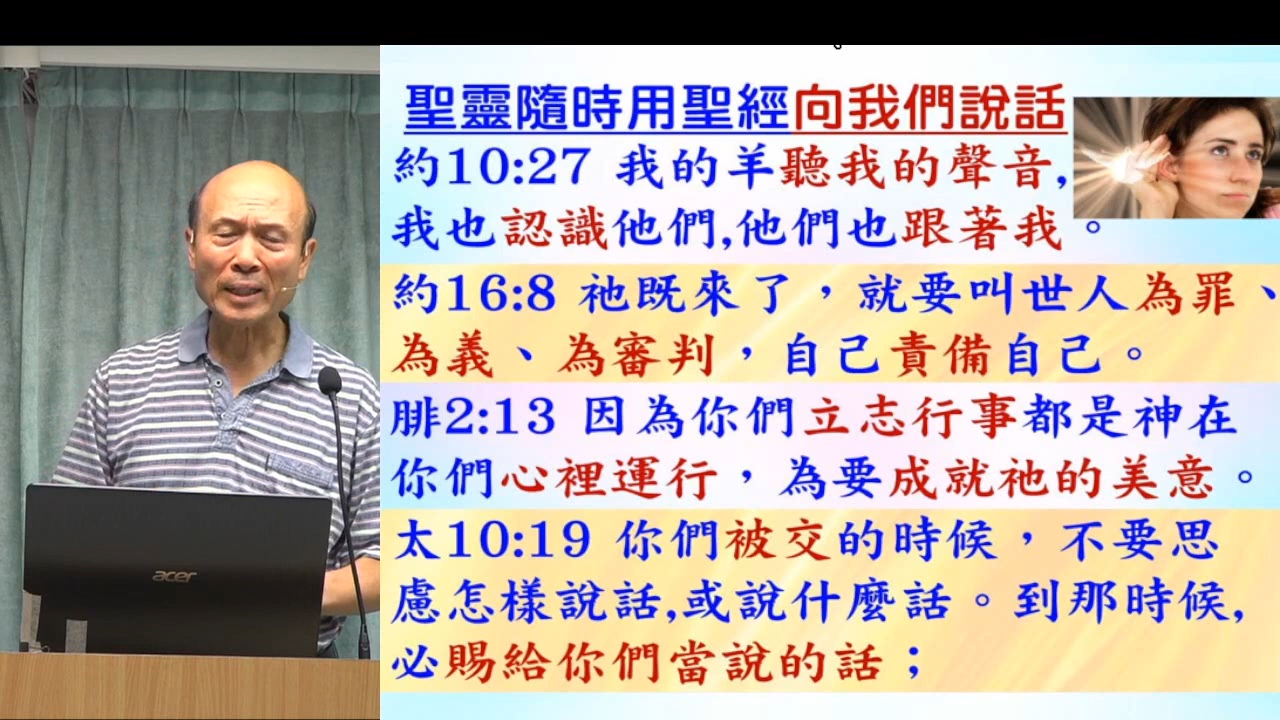 聖靈隨時用聖經向我們說話
約10:27 我的羊聽我的聲音,
我也認識他們,他們也跟著我。
約16:8 祂既來了，就要叫世人為罪、
為義、為審判，自己責備自己。
腓2:13 因為你們立志行事都是神在
你們心裡運行，為要成就祂的美意。
太10:19 你們被交的時候，不要思
慮怎樣說話,或說什麼話。到那時候,
必賜給你們當說的話；
acer